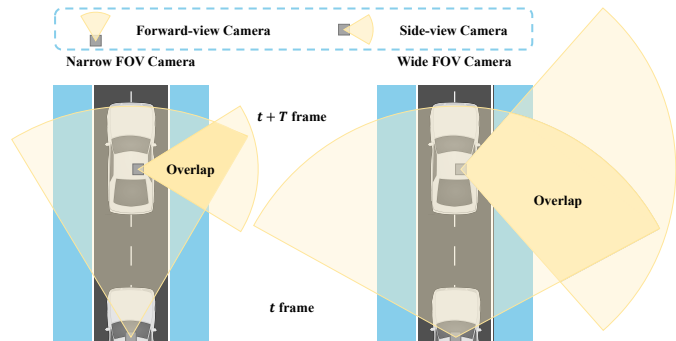 Forward-view Camera
Side-view Camera
Narrow FOV Camera
Wide FOV Camera
t + T frame
Overlap
Overlap
t frame